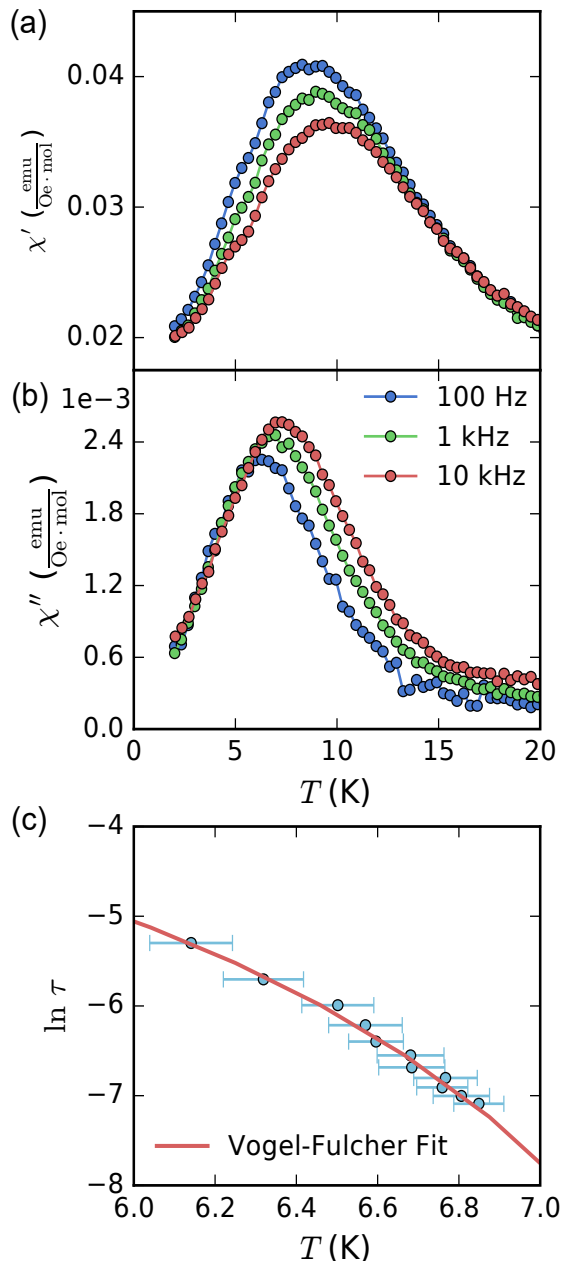 (a)
0.04
0.03
0.02
χ′ (emu/Oe · mol)
(b)
1e−3
2.4
1.8
1.2
0.6
0.0
χ″ (emu/Oe · mol)
100 Hz
1 kHz
10 kHz
0 5 10 15 20
T (K)
(c)
−4
−5
−6
−7
−8
ln τ
Vogel-Fulcher Fit
6.0 6.2 6.4 6.6 6.8 7.0
T (K)